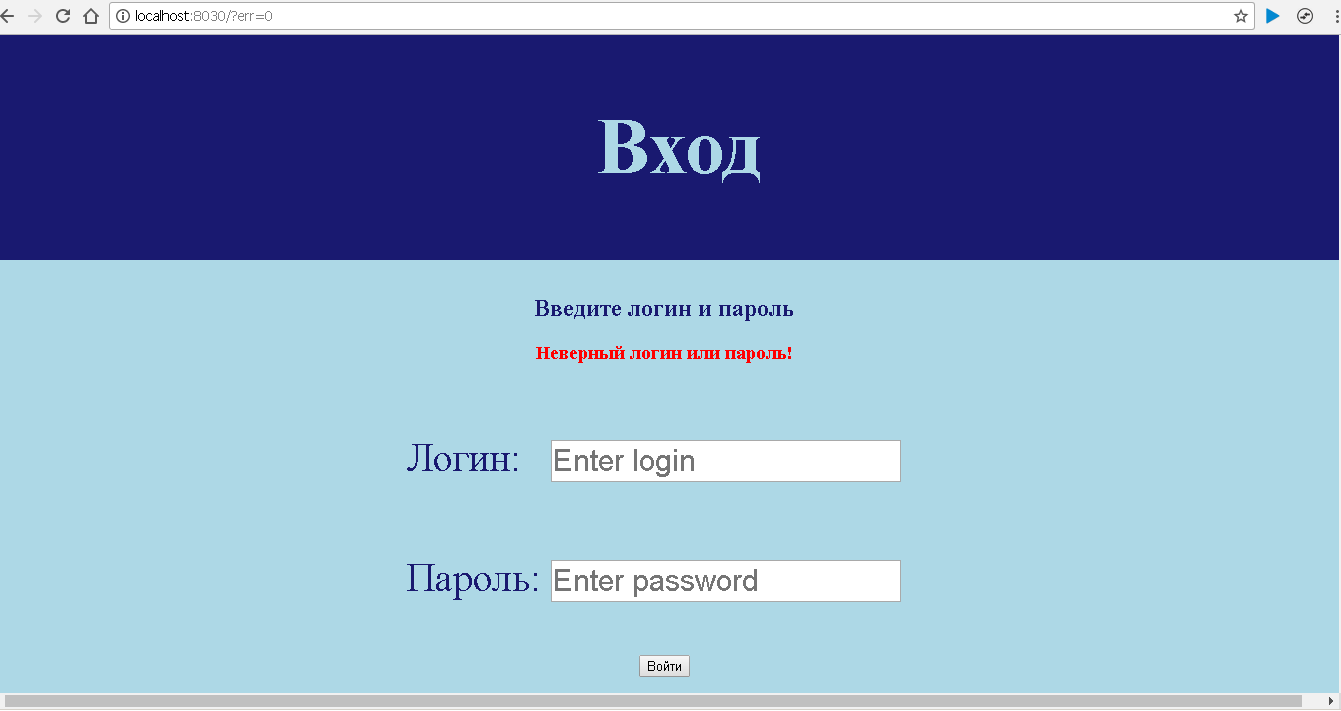 localhost:8030/?err=0
Вход
Введите логин и пароль
Неверный логин или пароль!
Логин: Enter login
Пароль: Enter password
Войти